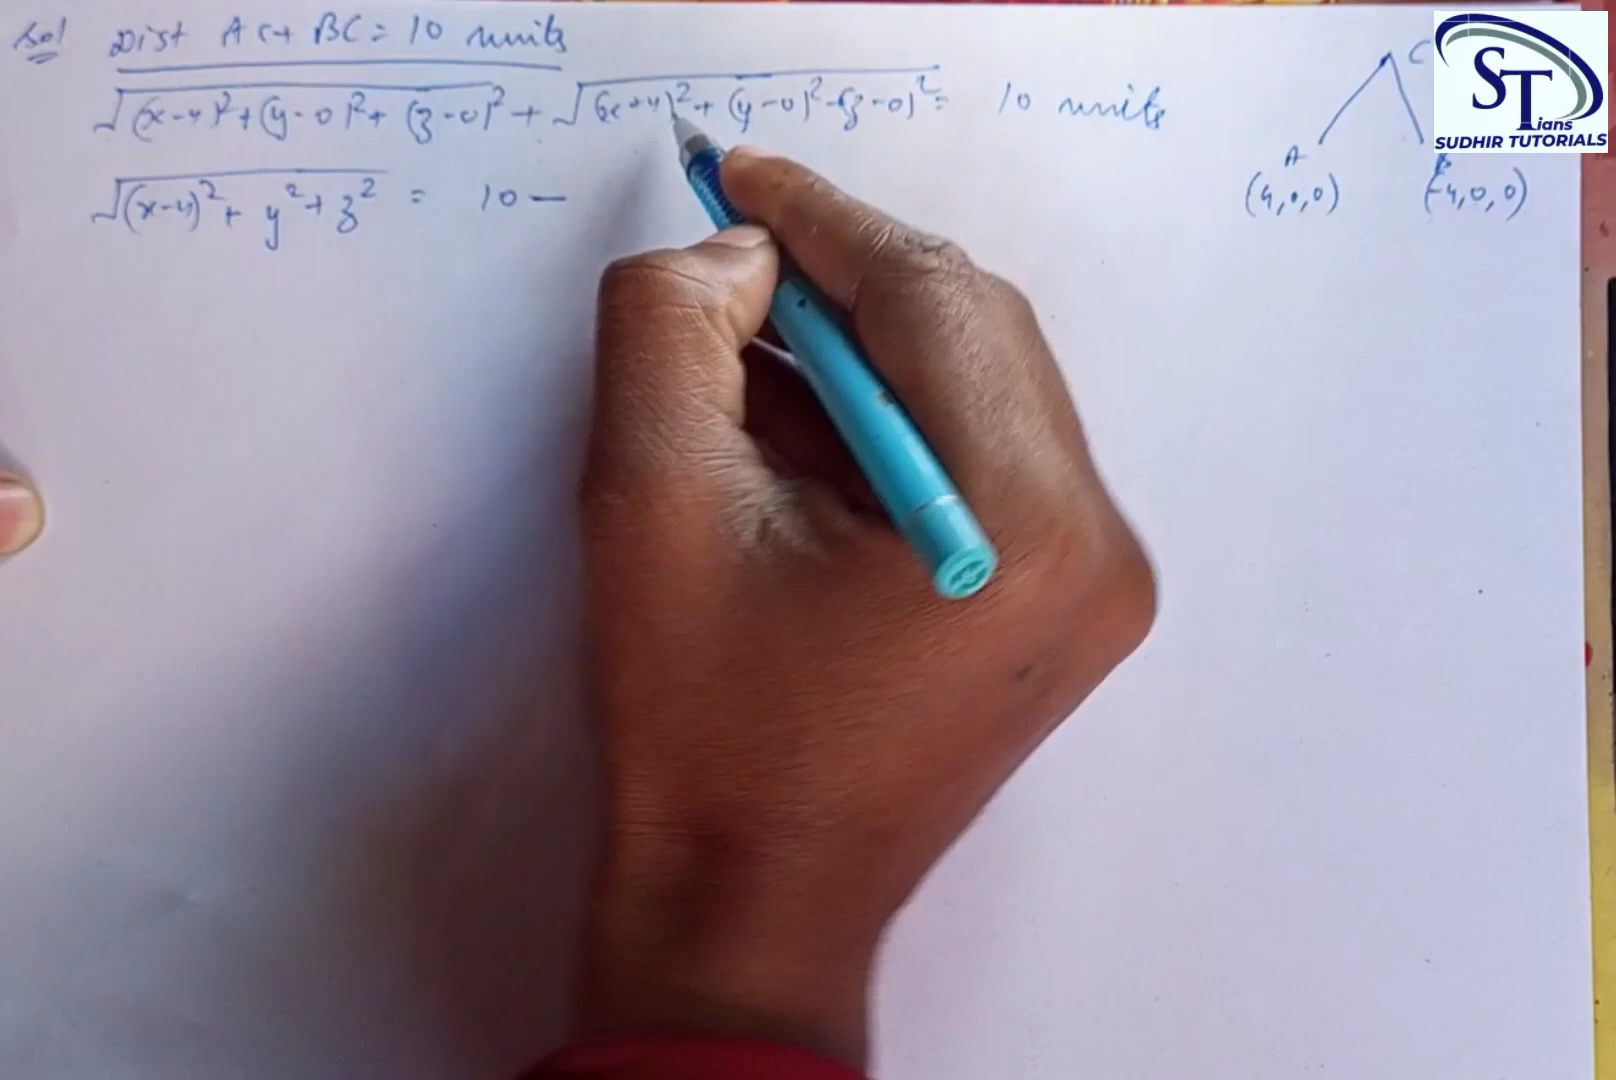 Sol Dist AC+ BC = 10 units
√(x-4)²+(y-0)²+(z-0)² + √(x+4)²+(y-0)²-(z-0)² = 10 units
√(x-4)²+ y²+z² = 10 -
C
A
B
(4,0,0)
(-4,0,0)
ST
ians
SUDHIR TUTORIALS